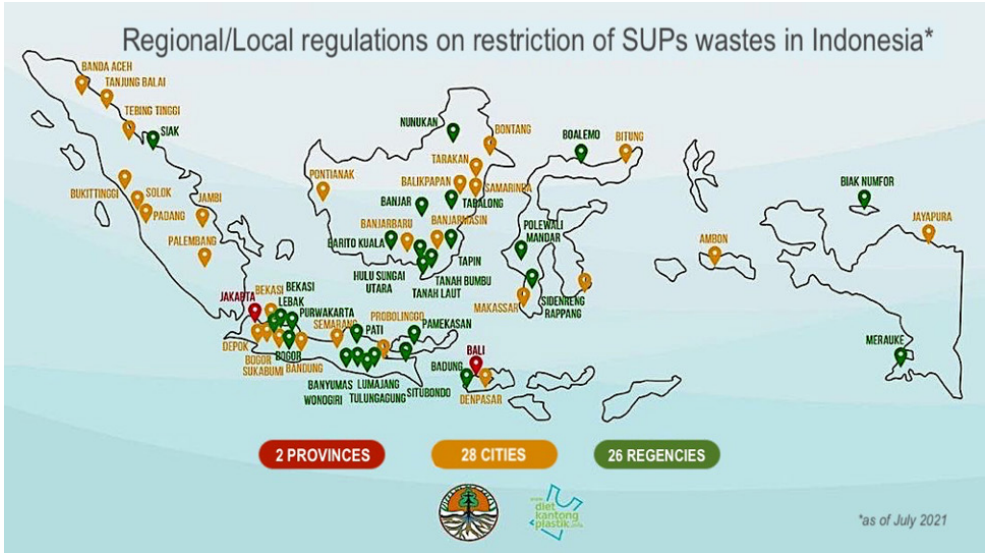 Regional/Local regulations on restriction of SUPs wastes in Indonesia*
BANDA ACEH
TANJUNG BALAI
TEBING TINGGI
SIAK
BUKITTINGGI
SOLOK
PADANG
JAMBI
PALEMBANG
NUNUKAN
BONTANG
TARAKAN
PONTIANAK
BALIKPAPAN
SAMARINDA
BANJAR
TABALONG
BANJARBARU
BANJARMASIN
BARITO KUALA
TAPIN
HULU SUNGAI
UTARA
TANAH BUMBU
TANAH LAUT
BOALEMO
BITUNG
POLEWALI
MANDAR
MAKASSAR
SIDENRENG
RAPPANG
AMBON
BIAK NUMFOR
JAYAPURA
MERAUKE
JAKARTA
BEKASI
BEKASI
LEBAK
PURWAKARTA
DEPOK
BOGOR
SUKABUMI
BOGOR
BANDUNG
SEMARANG
PATI
PROBOLINGGO
PAMEKASAN
BANYUMAS
WONOGIRI
LUMAJANG
TULUNGAGUNG
SITUBONDO
BADUNG
BALI
DENPASAR
2 PROVINCES
28 CITIES
26 REGENCIES
diet
kantong
plastik
*as of July 2021